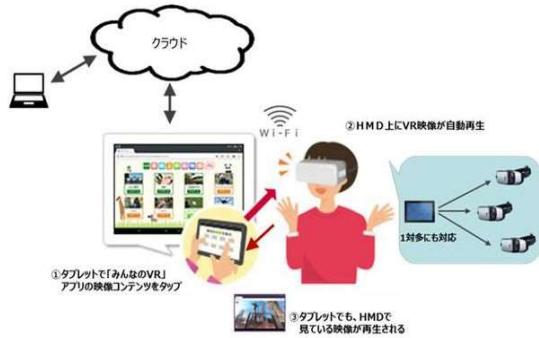 クラウド
Wi-Fi
②HMD上にVR映像が自動再生
1対多にも対応
①タブレットで「みんなのVR」
アプリの映像コンテンツをタップ
③タブレットでも、HMDで
見ている映像が再生される